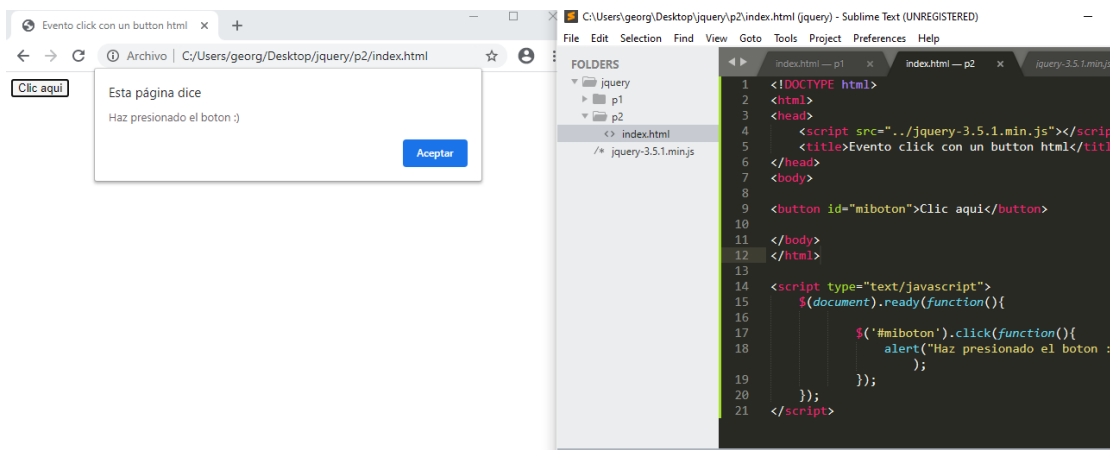 Evento click con un button html
Archivo | C:/Users/georg/Desktop/jquery/p2/index.html
Clic aqui
Esta página dice
Haz presionado el boton :)
Aceptar
C:\Users\georg\Desktop\jquery\p2\index.html (jquery) - Sublime Text (UNREGISTERED)
File Edit Selection Find View Goto Tools Project Preferences Help
FOLDERS
jquery
p1
p2
<> index.html
/* jquery-3.5.1.min.js
index.html — p1 × index.html — p2 × jquery-3.5.1.min.js
1 <!DOCTYPE html>
2 <html>
3 <head>
4 <script src="../jquery-3.5.1.min.js"></scrip
5 <title>Evento click con un button html</titl
6 </head>
7 <body>
8
9 <button id="miboton">Clic aqui</button>
10
11 </body>
12 </html>
13
14 <script type="text/javascript">
15 $(document).ready(function(){
16
17 $('#miboton').click(function(){
18 alert("Haz presionado el boton :
);
19 });
20 });
21 </script>